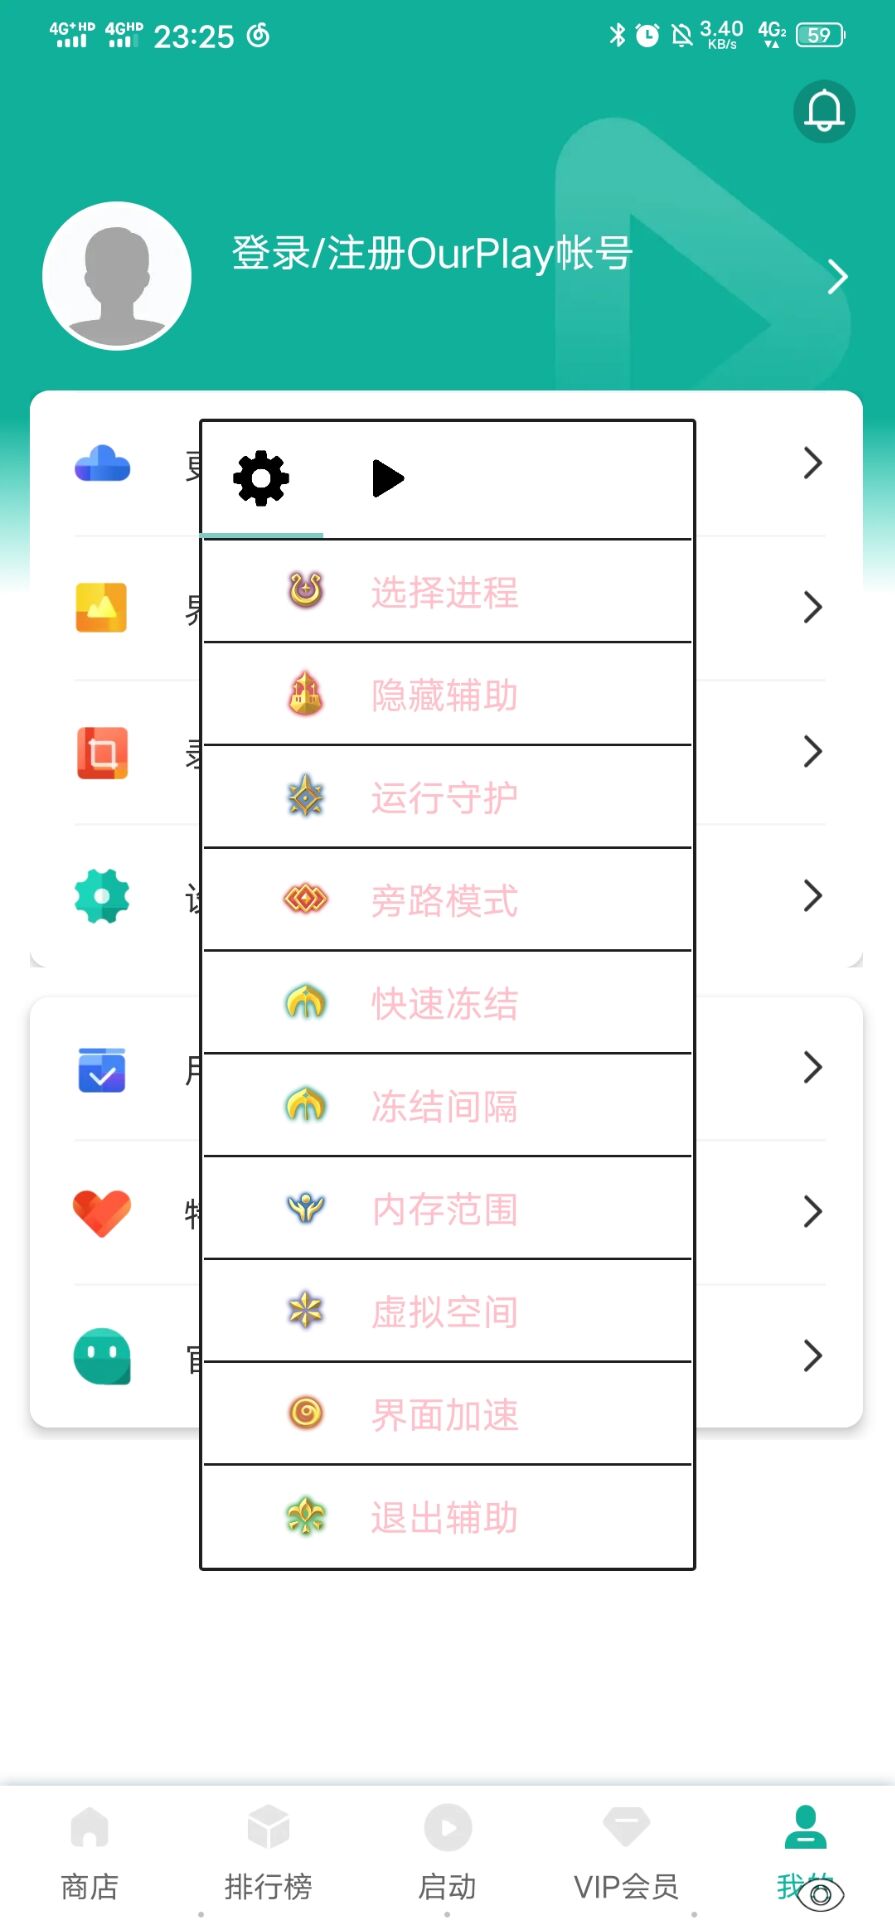 4G+HD 4GHD 23:25 3.40 KB/s 4G2 59
登录/注册OurPlay帐号
选择进程
隐藏辅助
运行守护
旁路模式
快速冻结
冻结间隔
内存范围
虚拟空间
界面加速
退出辅助
商店 排行榜 启动 VIP会员 我的